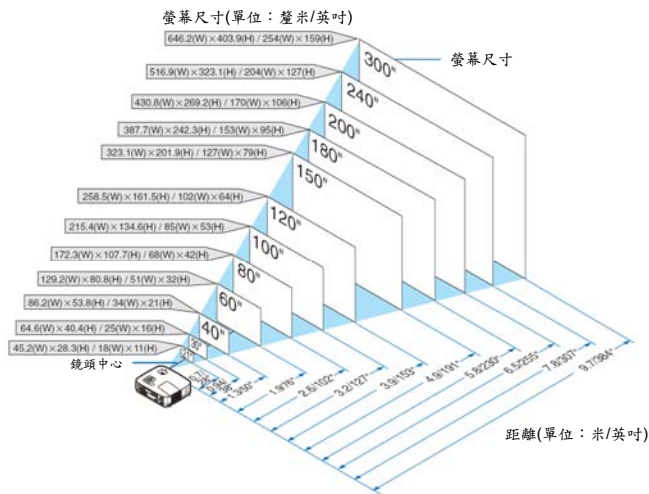 螢幕尺寸(單位：釐米/英吋)
646.2(W)×403.9(H) / 254(W)×159(H)
螢幕尺寸
300"
516.9(W)×323.1(H) / 204(W)×127(H)
240"
430.8(W)×269.2(H) / 170(W)×106(H)
200"
387.7(W)×242.3(H) / 153(W)×95(H)
180"
323.1(W)×201.9(H) / 127(W)×79(H)
150"
258.5(W)×161.5(H) / 102(W)×64(H)
120"
215.4(W)×134.6(H) / 85(W)×53(H)
100"
172.3(W)×107.7(H) / 68(W)×42(H)
80"
129.2(W)×80.8(H) / 51(W)×32(H)
60"
86.2(W)×53.8(H) / 34(W)×21(H)
40"
64.6(W)×40.4(H) / 25(W)×16(H)
30"
45.2(W)×28.3(H) / 18(W)×11(H)
21"
鏡頭中心
1.3/50"
1.9/76"
2.6/102"
3.2/127"
3.9/153"
4.9/191"
5.8/230"
6.5/255"
7.8/307"
9.7/384"
距離(單位：米/英吋)